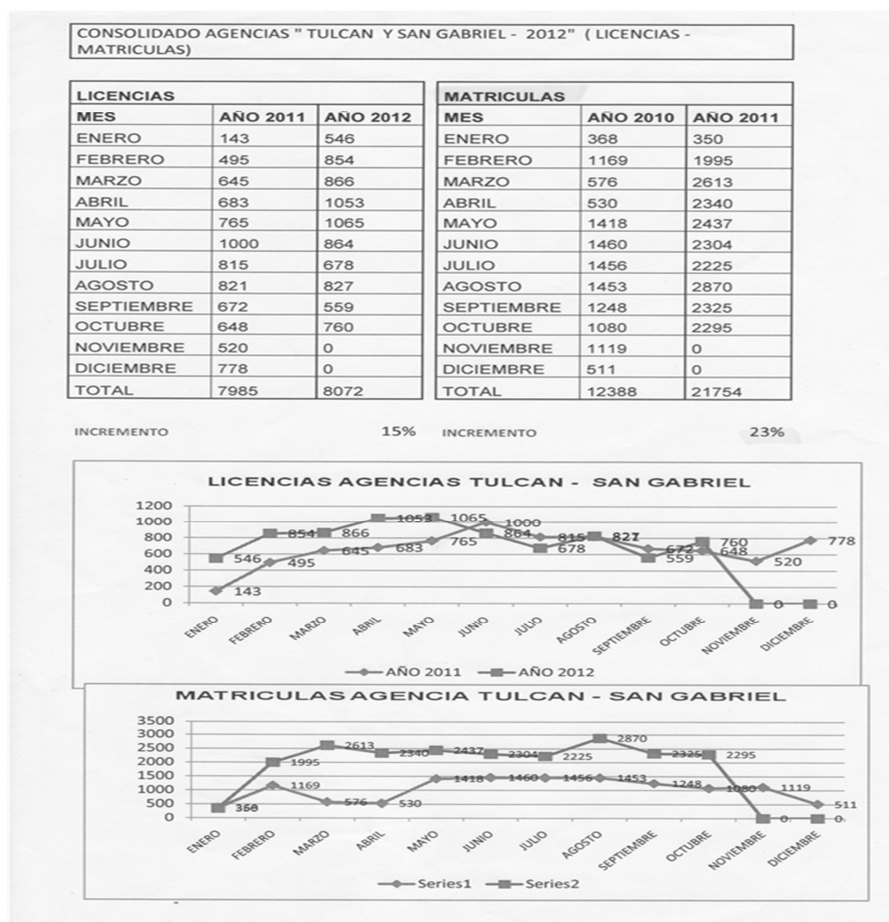 CONSOLIDADO AGENCIAS " TULCAN Y SAN GABRIEL - 2012" ( LICENCIAS -
MATRICULAS)
LICENCIAS
MES AÑO 2011 AÑO 2012
ENERO 143 546
FEBRERO 495 854
MARZO 645 866
ABRIL 683 1053
MAYO 765 1065
JUNIO 1000 864
JULIO 815 678
AGOSTO 821 827
SEPTIEMBRE 672 559
OCTUBRE 648 760
NOVIEMBRE 520 0
DICIEMBRE 778 0
TOTAL 7985 8072
INCREMENTO 15%
MATRICULAS
MES AÑO 2010 AÑO 2011
ENERO 368 350
FEBRERO 1169 1995
MARZO 576 2613
ABRIL 530 2340
MAYO 1418 2437
JUNIO 1460 2304
JULIO 1456 2225
AGOSTO 1453 2870
SEPTIEMBRE 1248 2325
OCTUBRE 1080 2295
NOVIEMBRE 1119 0
DICIEMBRE 511 0
TOTAL 12388 21754
INCREMENTO 23%
LICENCIAS AGENCIAS TULCAN - SAN GABRIEL
1200
1000
800
600
400
200
0
546 854 866 1053 1065 864 678 827 559 760 0 0
143 495 645 683 765 1000 815 672 648 520 778
ENERO FEBRERO MARZO ABRIL MAYO JUNIO JULIO AGOSTO SEPTIEMBRE OCTUBRE NOVIEMBRE DICIEMBRE
AÑO 2011 AÑO 2012
MATRICULAS AGENCIA TULCAN - SAN GABRIEL
3500
3000
2500
2000
1500
1000
500
0
1995 2613 2340 2437 2304 2225 2870 2325 2295 0 0
1169 576 530 1418 1460 1456 1453 1248 1080 1119 511
ENERO FEBRERO MARZO ABRIL MAYO JUNIO JULIO AGOSTO SEPTIEMBRE OCTUBRE NOVIEMBRE DICIEMBRE
Series1 Series2